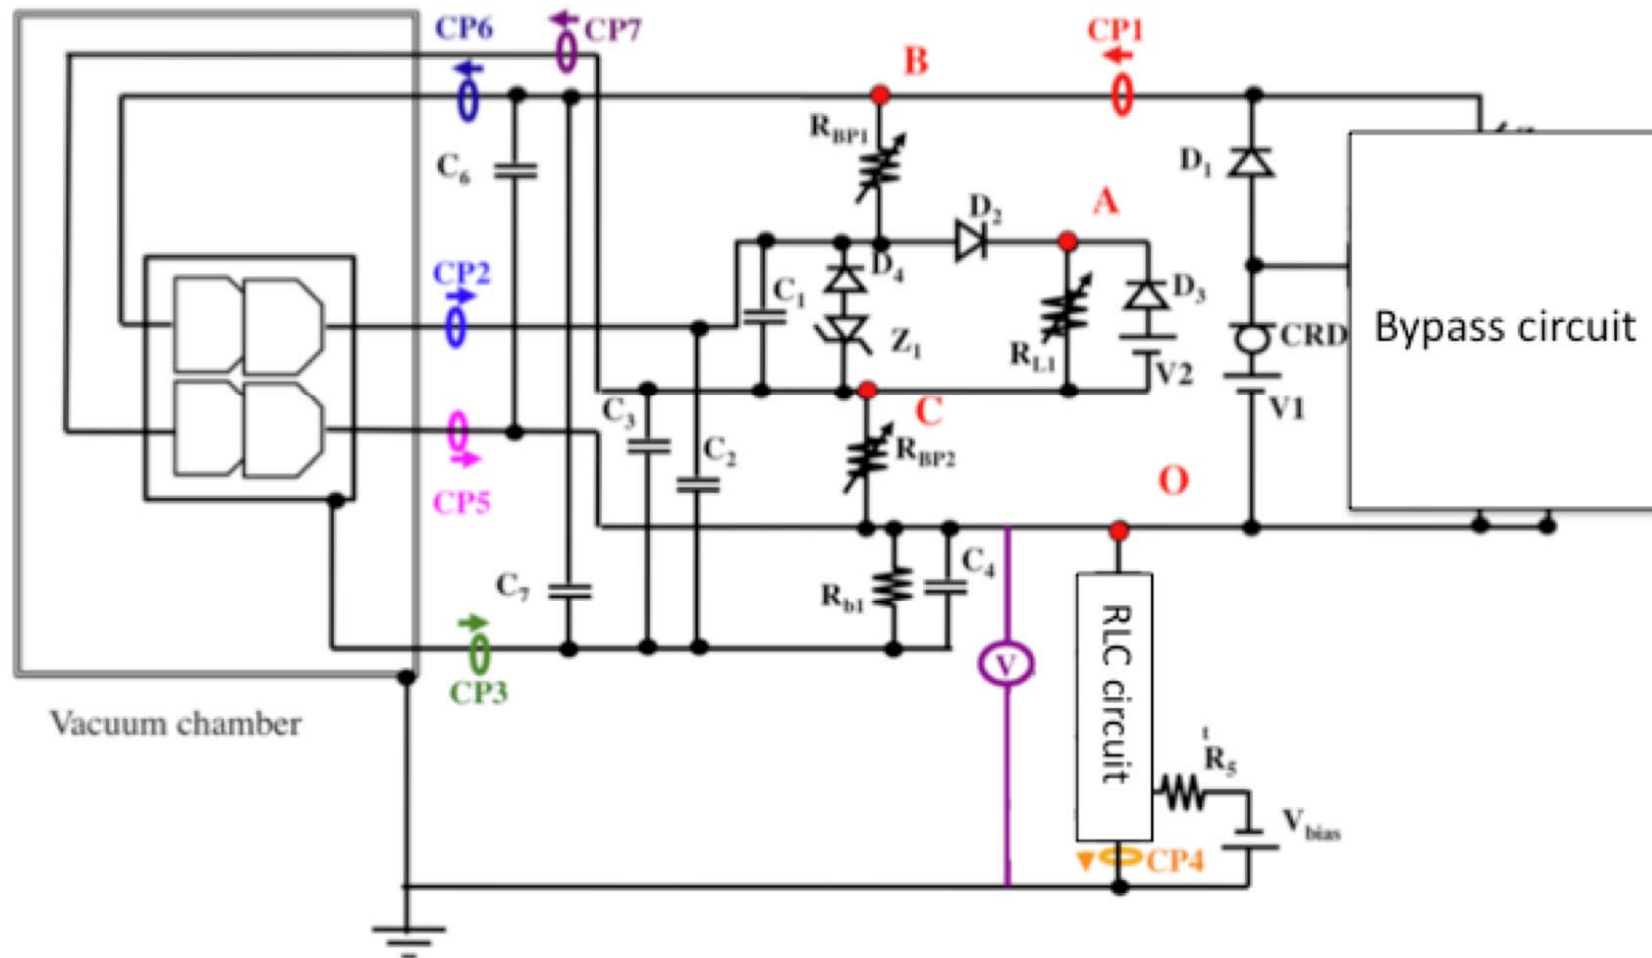 CP6
CP7
CP1
B
R_BP1
D_1
C_6
A
D_2
CP2
D_4
C_1
D_3
Z_1
R_L1
V2
CRD
Bypass circuit
V1
C_3
C
C_2
R_BP2
CP5
O
C_7
C_4
R_b1
RLC circuit
CP3
V
Vacuum chamber
t
R_5
V_bias
CP4